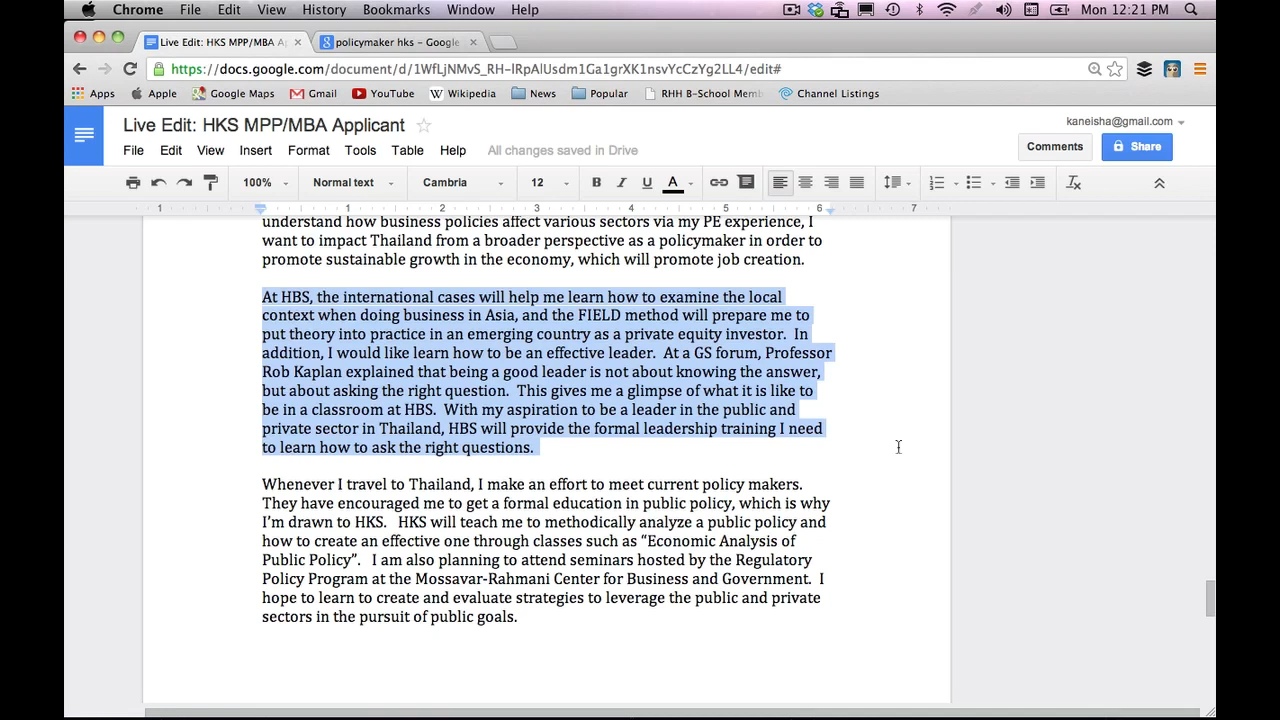 Chrome File Edit View History Bookmarks Window Help Mon 12:21 PM
Live Edit: HKS MPP/MBA Ap policymaker hks - Google
https://docs.google.com/document/d/1WfLjNMvS_RH-lRpAlUsdm1Ga1grXK1nsvYcCzYg2LL4/edit#
Apps Apple Google Maps Gmail YouTube Wikipedia News Popular RHH B-School Memb Channel Listings
Live Edit: HKS MPP/MBA Applicant
kaneisha@gmail.com
File Edit View Insert Format Tools Table Help All changes saved in Drive
Comments Share
100% Normal text Cambria 12 B I U A
1 1 2 3 4 5 6 7
understand how business policies affect various sectors via my PE experience, I
want to impact Thailand from a broader perspective as a policymaker in order to
promote sustainable growth in the economy, which will promote job creation.
At HBS, the international cases will help me learn how to examine the local
context when doing business in Asia, and the FIELD method will prepare me to
put theory into practice in an emerging country as a private equity investor. In
addition, I would like learn how to be an effective leader. At a GS forum, Professor
Rob Kaplan explained that being a good leader is not about knowing the answer,
but about asking the right question. This gives me a glimpse of what it is like to
be in a classroom at HBS. With my aspiration to be a leader in the public and
private sector in Thailand, HBS will provide the formal leadership training I need
to learn how to ask the right questions.
Whenever I travel to Thailand, I make an effort to meet current policy makers.
They have encouraged me to get a formal education in public policy, which is why
I'm drawn to HKS. HKS will teach me to methodically analyze a public policy and
how to create an effective one through classes such as “Economic Analysis of
Public Policy”. I am also planning to attend seminars hosted by the Regulatory
Policy Program at the Mossavar-Rahmani Center for Business and Government. I
hope to learn to create and evaluate strategies to leverage the public and private
sectors in the pursuit of public goals.